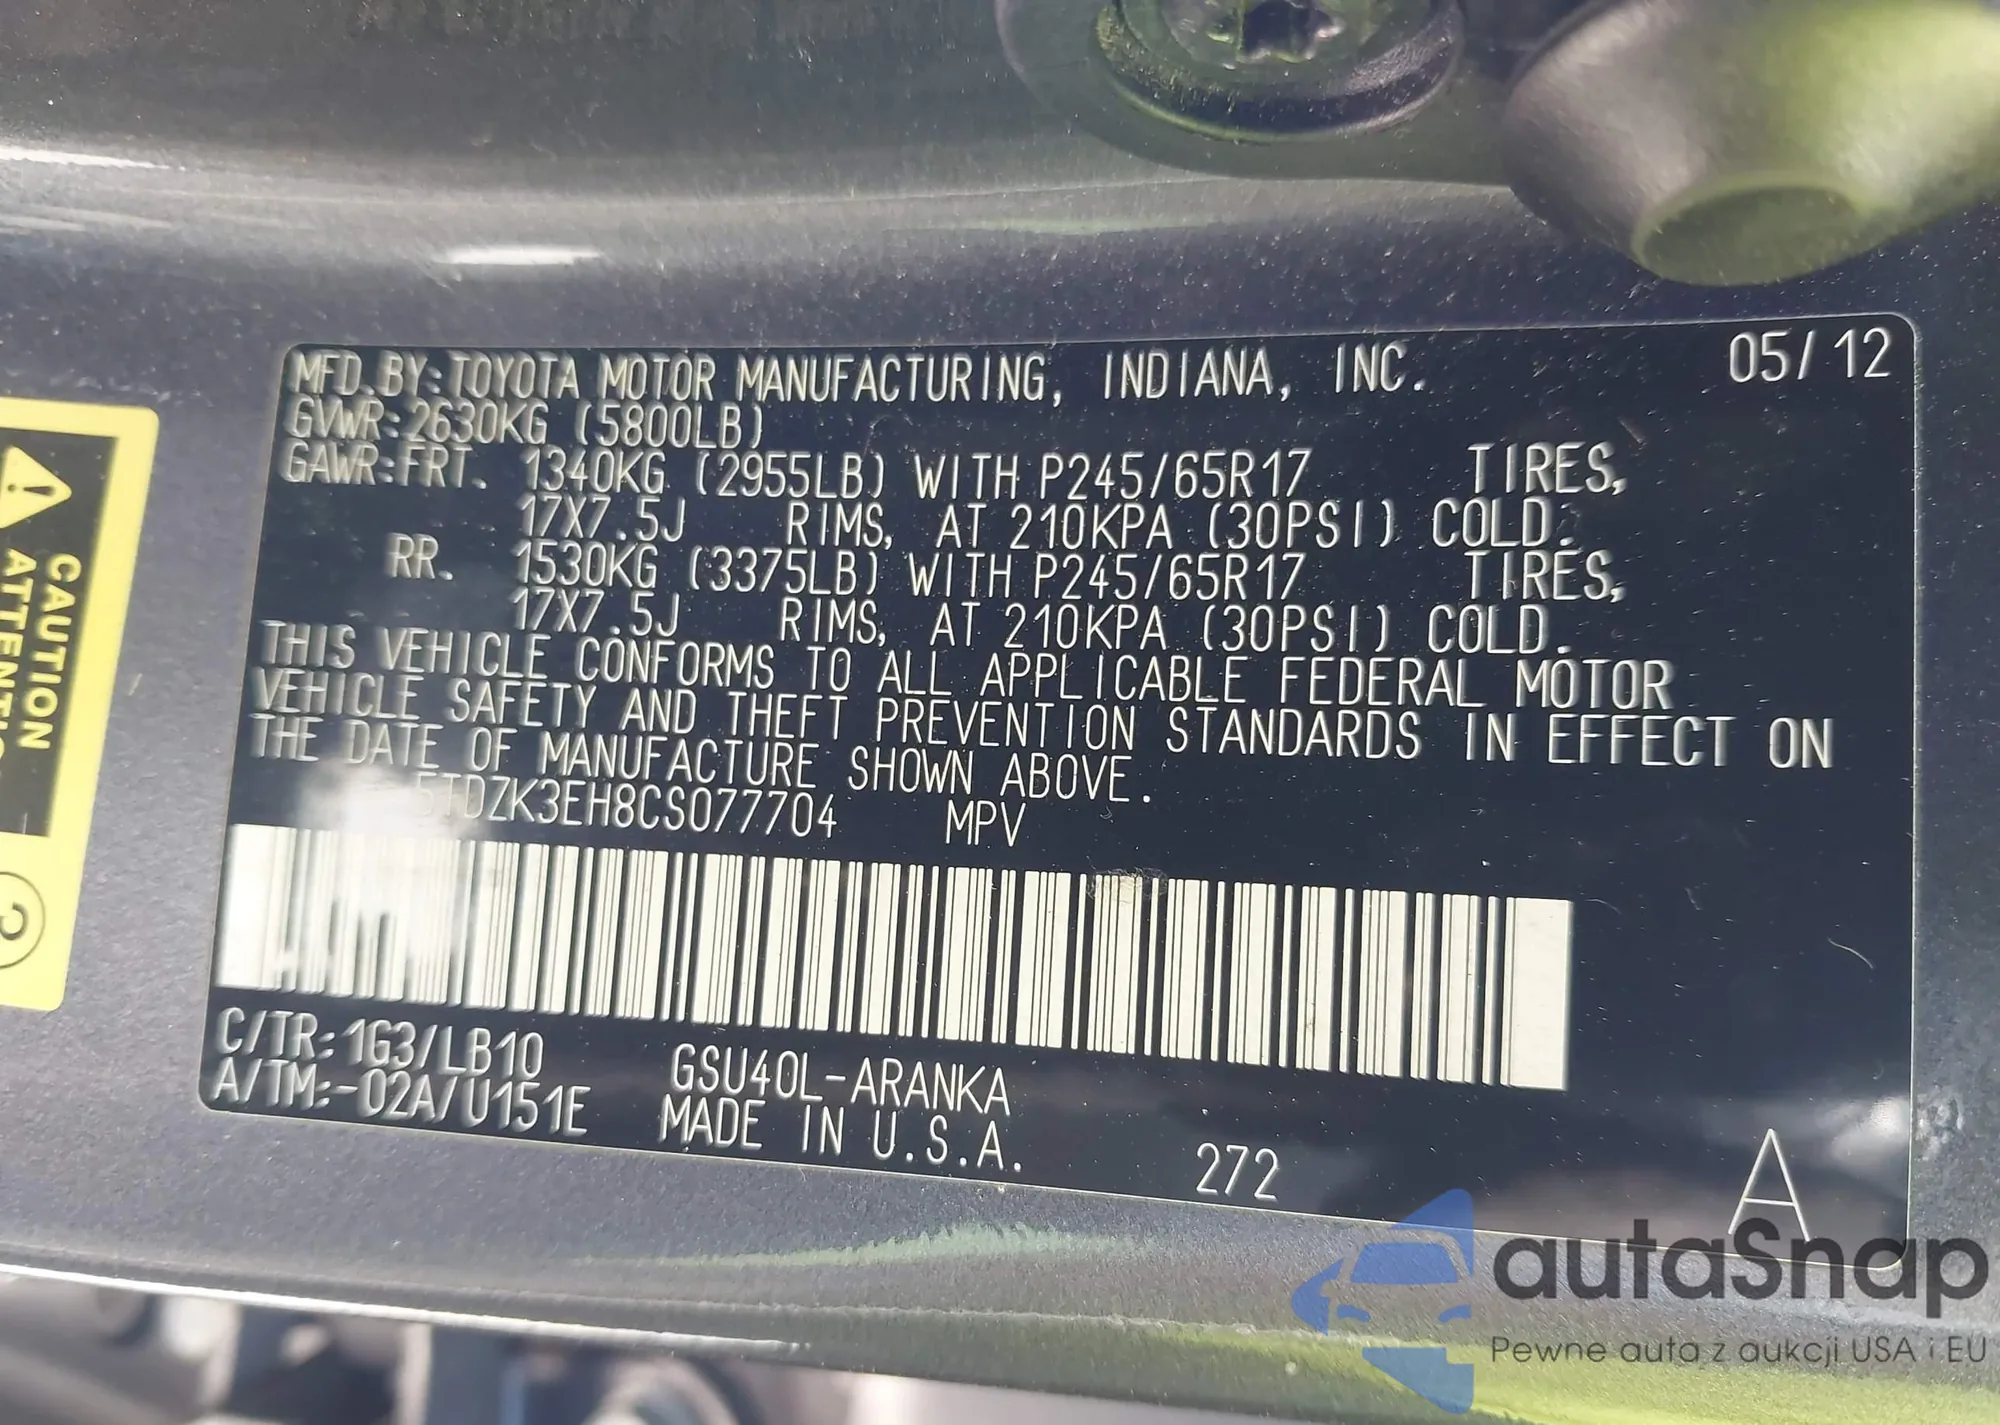 MFD.BY:TOYOTA MOTOR MANUFACTURING, INDIANA, INC. 05/12
GVWR:2630KG (5800LB)
GAWR:FRT. 1340KG (2955LB) WITH P245/65R17 TIRES,
17X7.5J RIMS, AT 210KPA (30PSI) COLD.
RR. 1530KG (3375LB) WITH P245/65R17 TIRES,
17X7.5J RIMS, AT 210KPA (30PSI) COLD.
THIS VEHICLE CONFORMS TO ALL APPLICABLE FEDERAL MOTOR
VEHICLE SAFETY AND THEFT PREVENTION STANDARDS IN EFFECT ON
THE DATE OF MANUFACTURE SHOWN ABOVE.
5TDZK3EH8CS077704 MPV
C/TR:1G3/LB10 GSU40L-ARANKA
A/TM:-02A/U151E MADE IN U.S.A. 272 A
CAUTION
autaSnap
Pewne auta z aukcji USA i EU